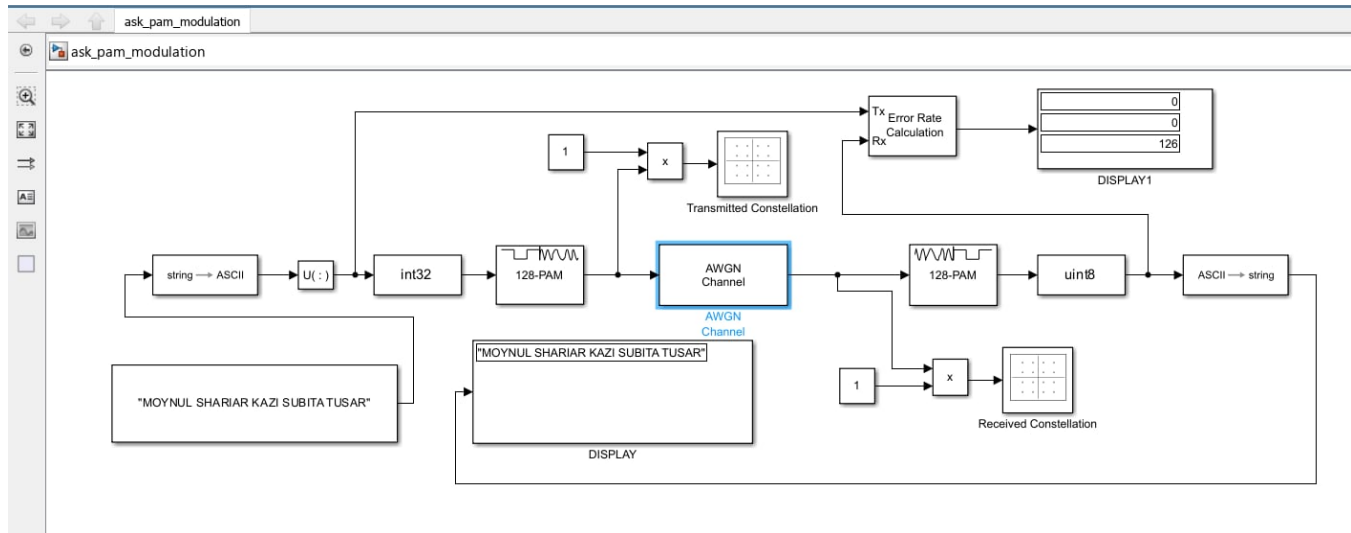 ask_pam_modulation
ask_pam_modulation
Tx
Rx
Error Rate
Calculation
0
0
126
DISPLAY1
1
x
Transmitted Constellation
string → ASCII
U( : )
int32
128-PAM
AWGN
Channel
AWGN
Channel
128-PAM
uint8
ASCII → string
"MOYNUL SHARIAR KAZI SUBITA TUSAR"
DISPLAY
"MOYNUL SHARIAR KAZI SUBITA TUSAR"
1
x
Received Constellation